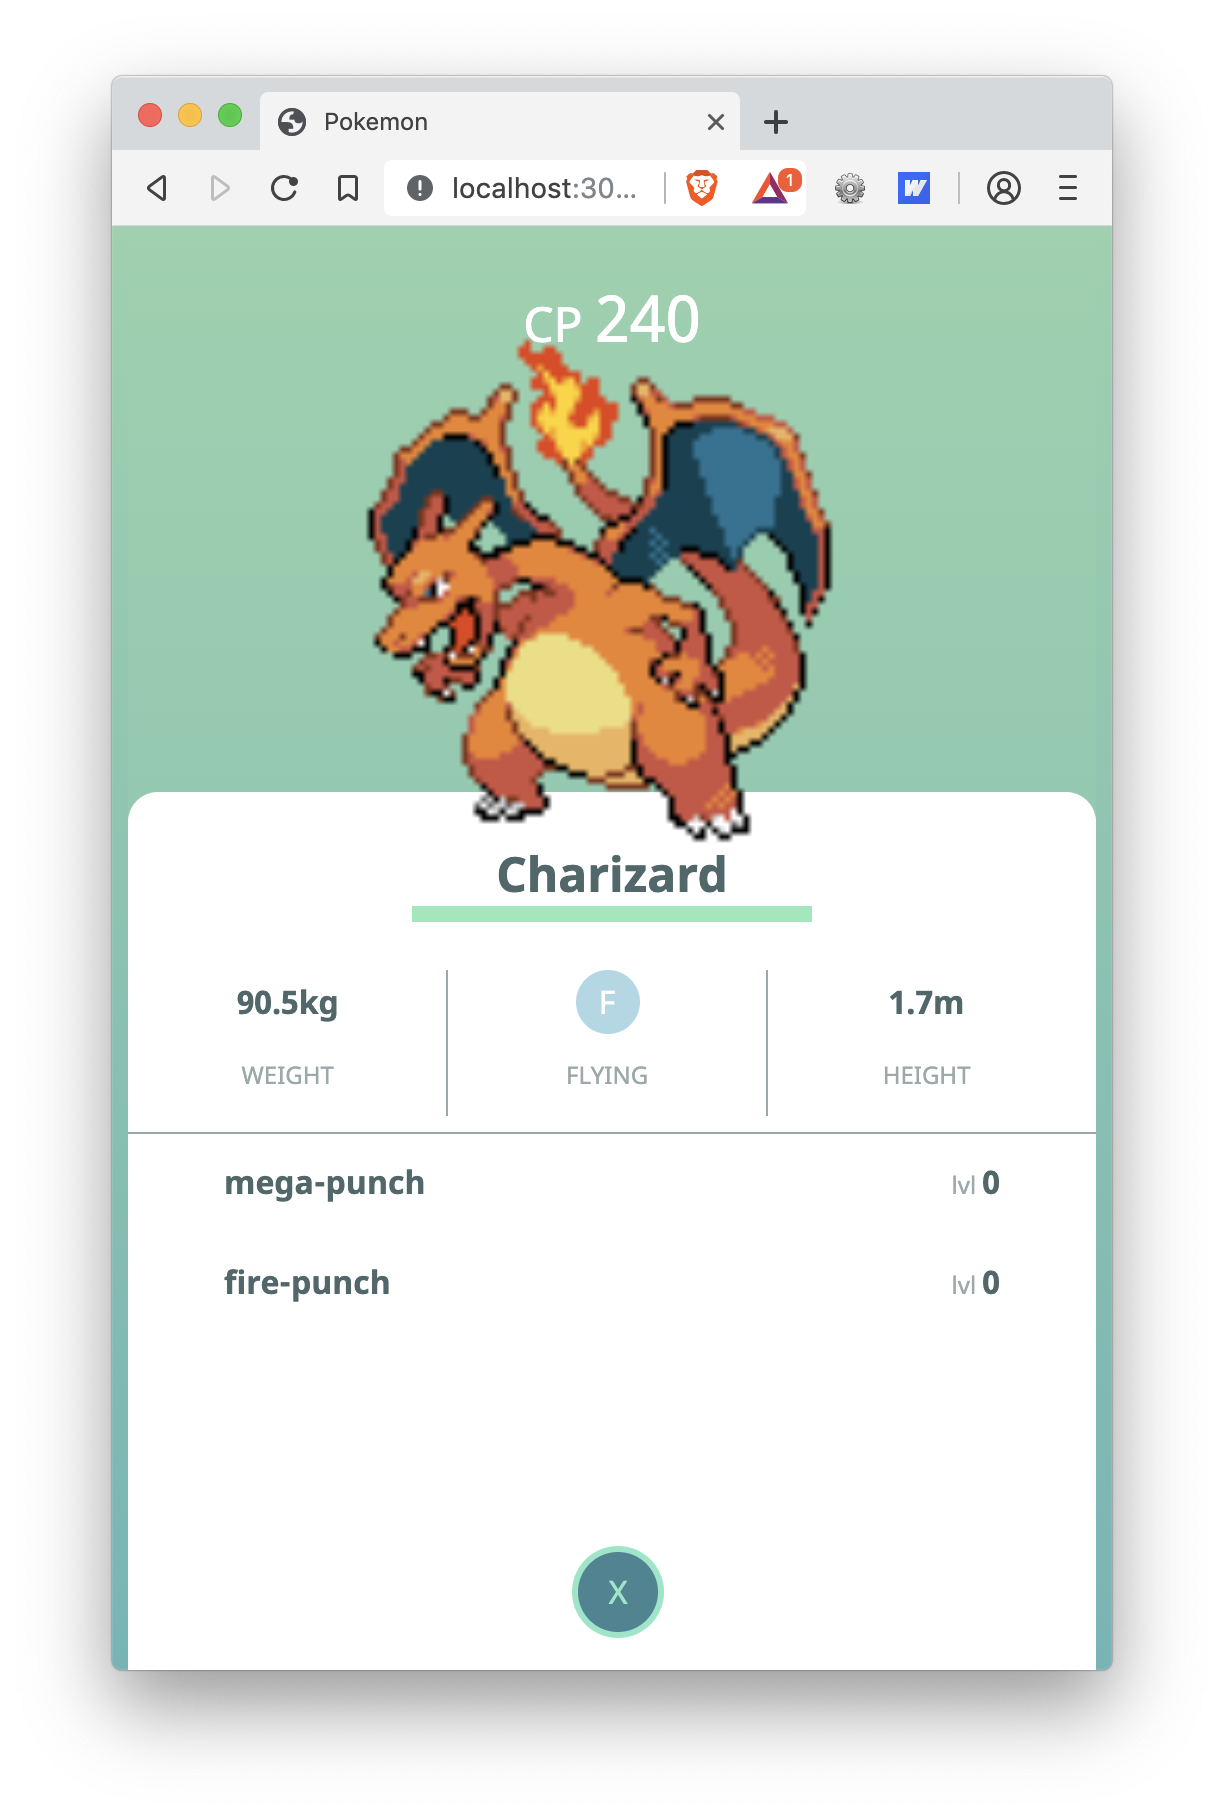 Pokemon
localhost:30...
1
CP 240
Charizard
90.5kg
F
1.7m
WEIGHT
FLYING
HEIGHT
mega-punch
lvl 0
fire-punch
lvl 0
X